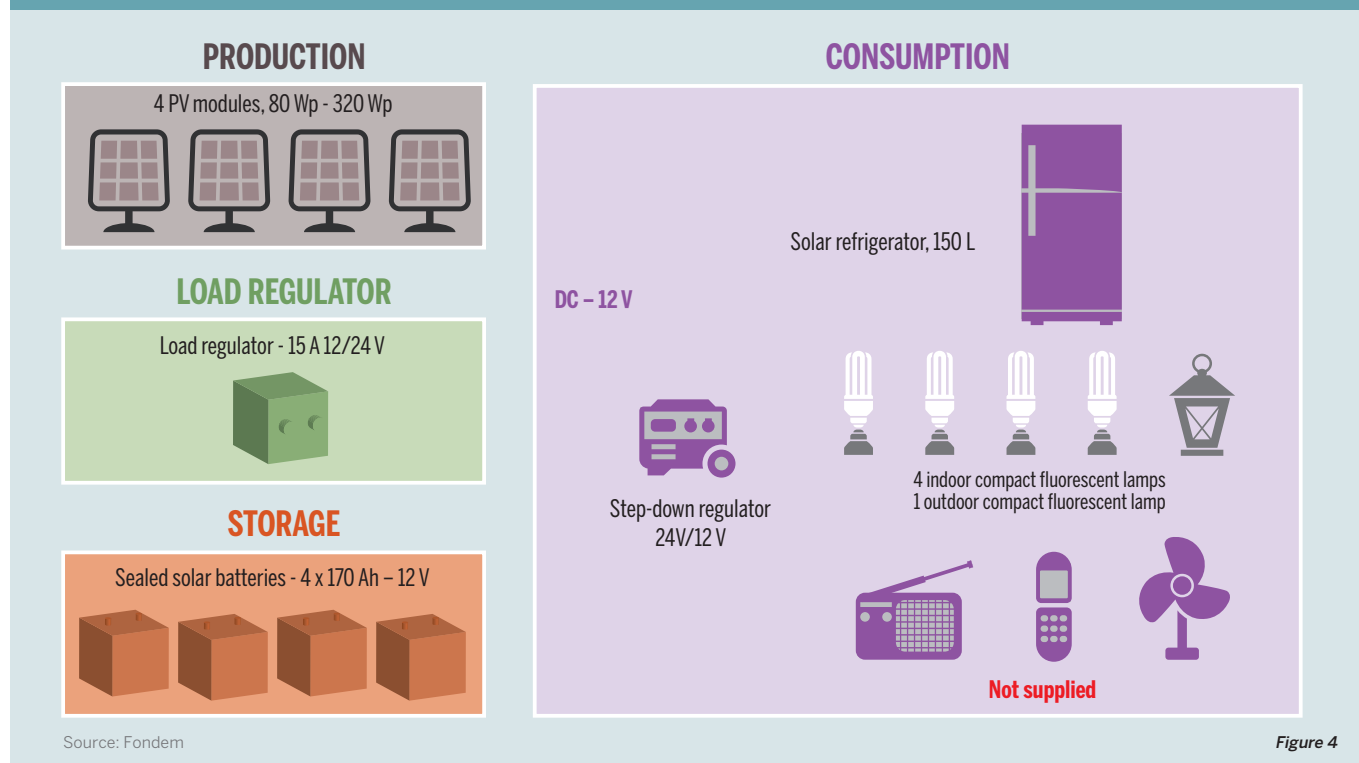 PRODUCTION
4 PV modules, 80 Wp - 320 Wp
LOAD REGULATOR
Load regulator - 15 A 12/24 V
STORAGE
Sealed solar batteries - 4 x 170 Ah – 12 V
CONSUMPTION
Solar refrigerator, 150 L
DC – 12 V
4 indoor compact fluorescent lamps
1 outdoor compact fluorescent lamp
Step-down regulator
24V/12 V
Not supplied
Source: Fondem
Figure 4